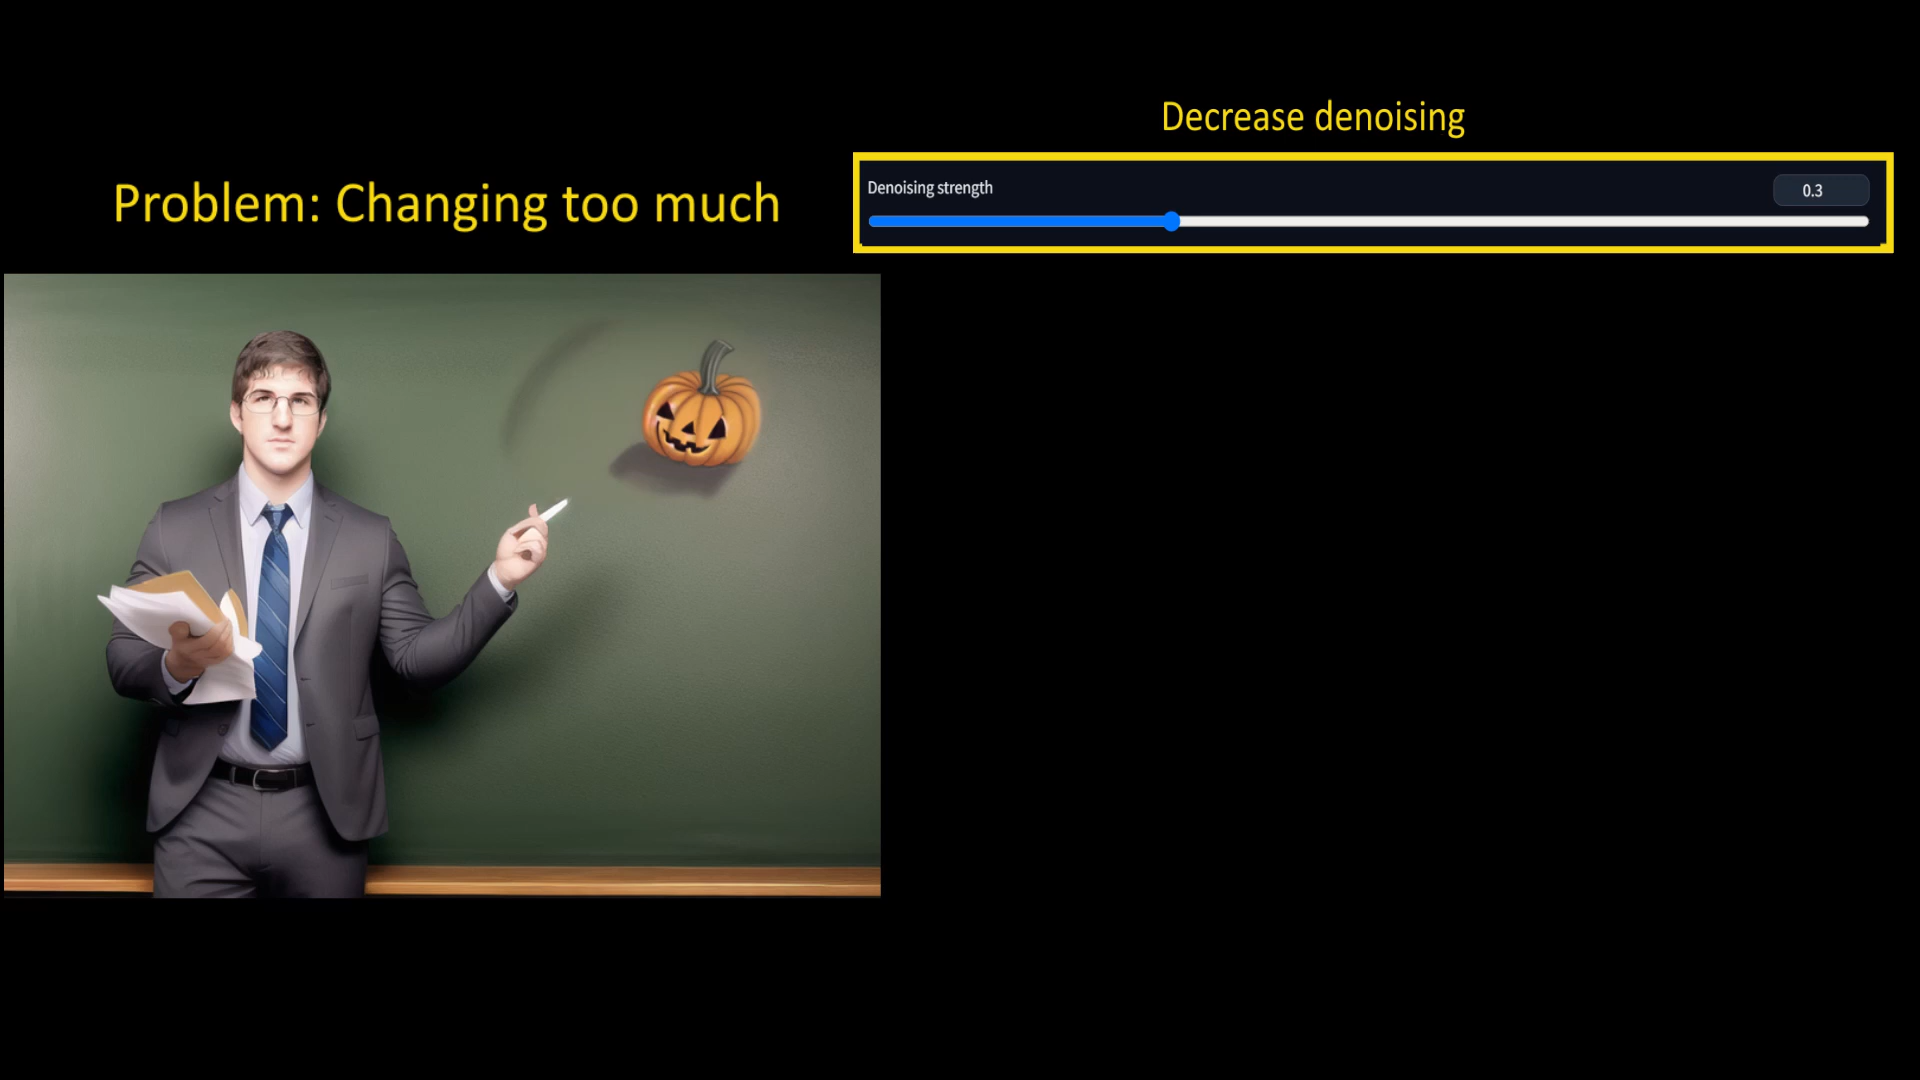 Decrease denoising
Problem: Changing too much
Denoising strength
0.3